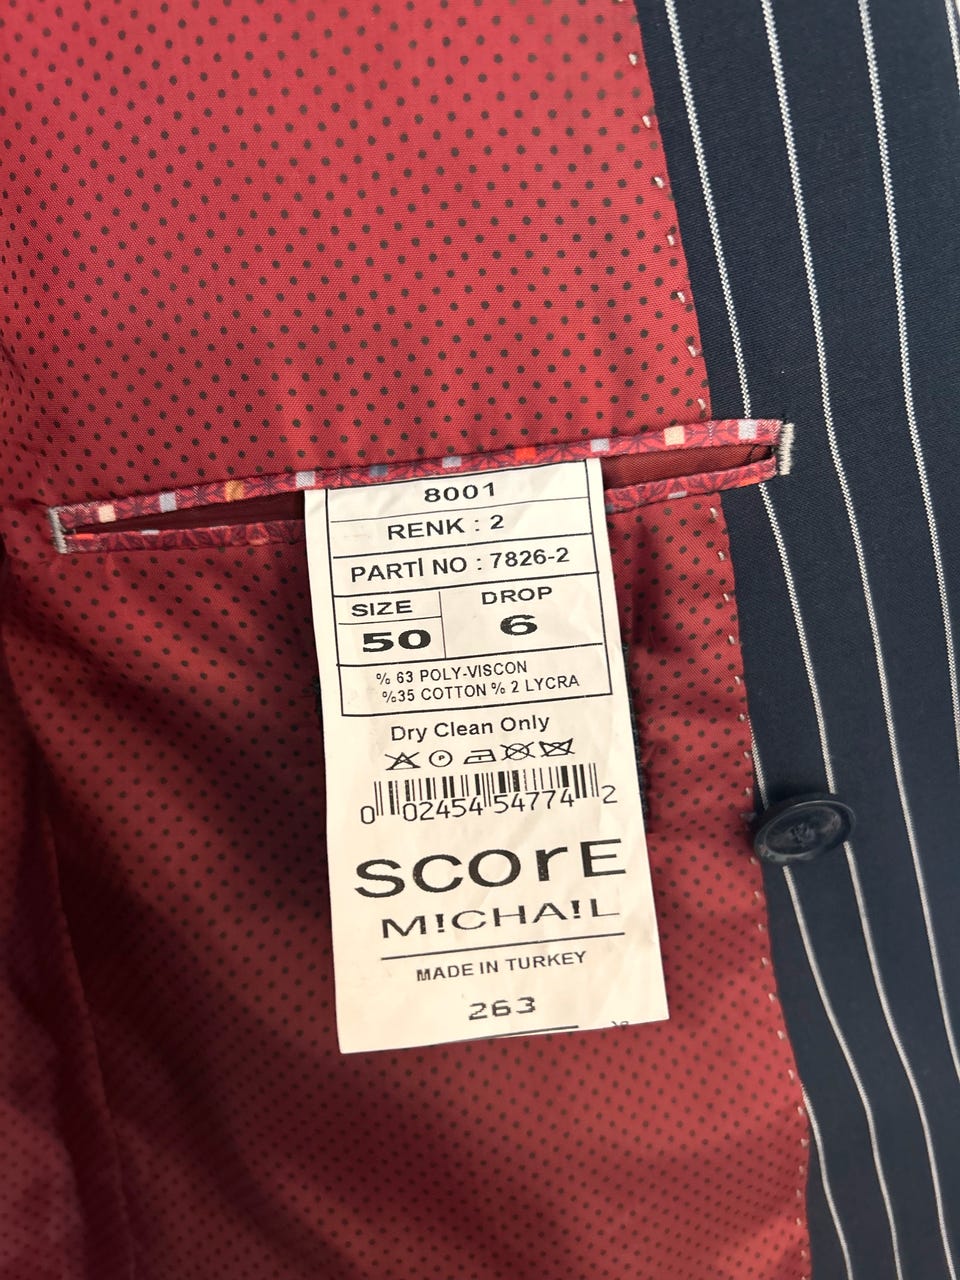 8001
RENK : 2
PARTİ NO : 7826-2
SIZE DROP
50 6
% 63 POLY-VISCON
%35 COTTON % 2 LYCRA
Dry Clean Only
0 02454 54774 2
SCOrE
M!CHA!L
MADE IN TURKEY
263